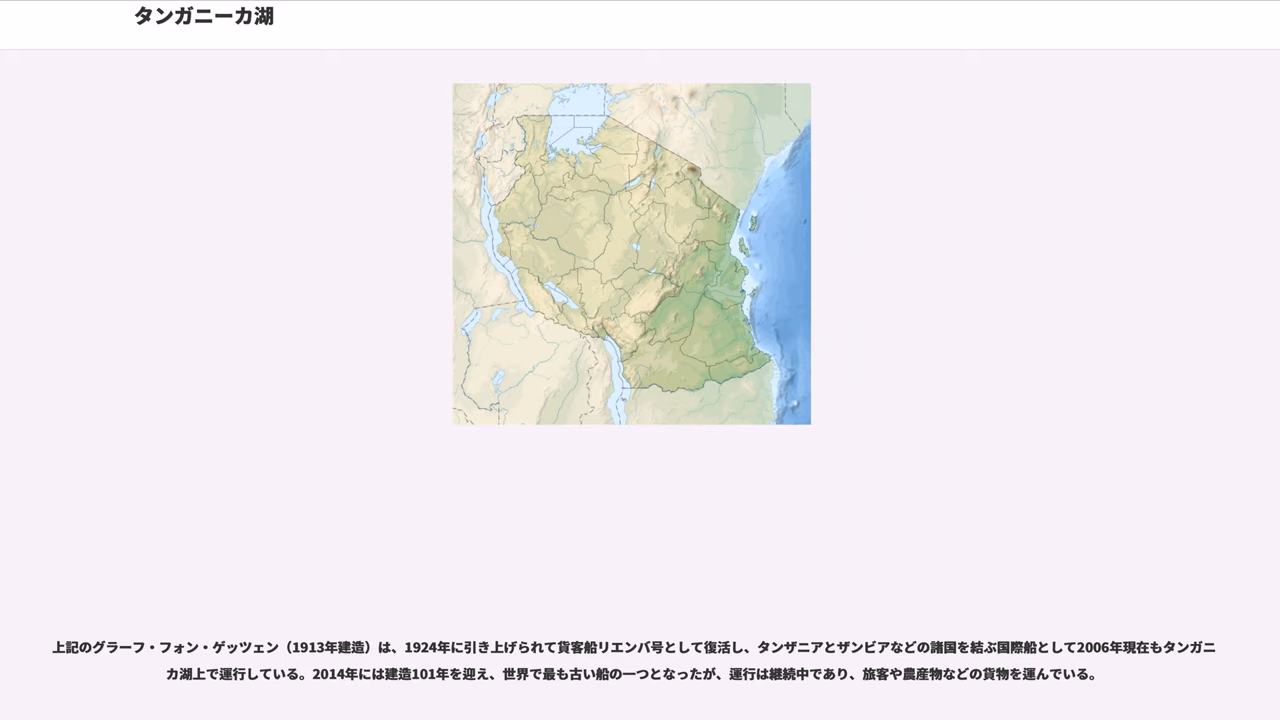 タンガニーカ湖
上記のグラーフ・フォン・ゲッツェン（1913年建造）は、1924年に引き上げられて貨客船リエンバ号として復活し、タンザニアとザンビアなどの諸国を結ぶ国際船として2006年現在もタンガニ
カ湖上で運行している。2014年には建造101年を迎え、世界で最も古い船の一つとなったが、運行は継続中であり、旅客や農産物などの貨物を運んでいる。